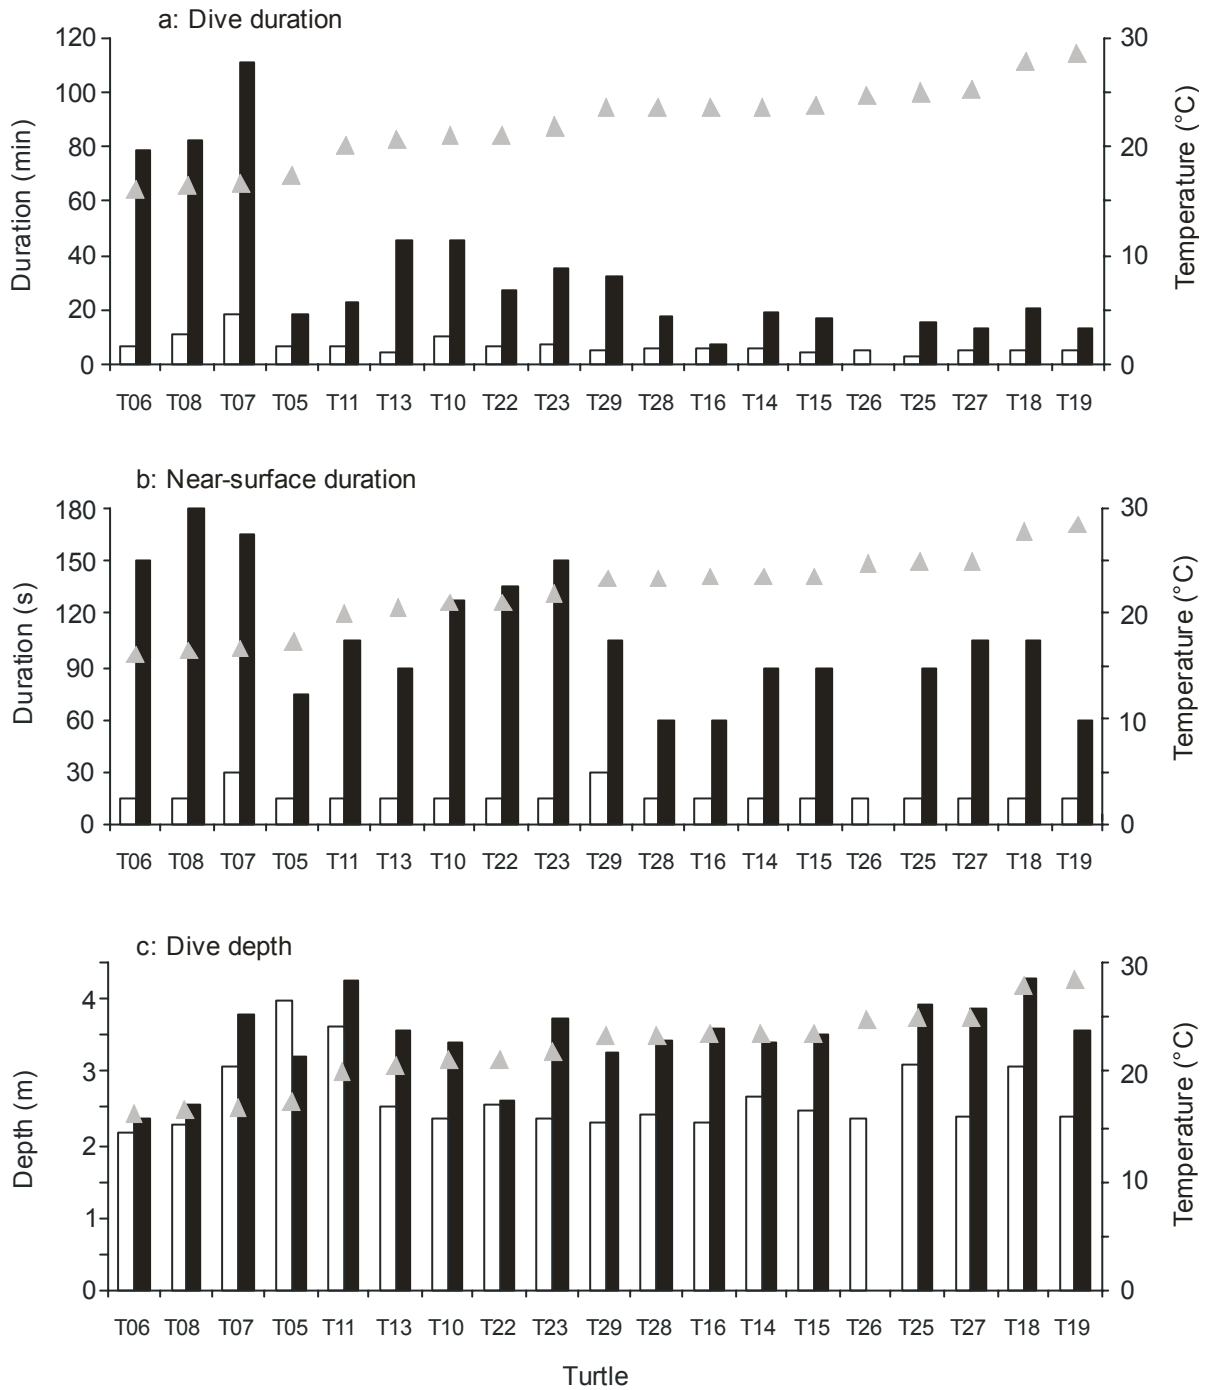 a: Dive duration
120
100
80
60
40
20
0
Duration (min)
30
20
10
0
Temperature (°C)
T06 T08 T07 T05 T11 T13 T10 T22 T23 T29 T28 T16 T14 T15 T26 T25 T27 T18 T19
b: Near-surface duration
180
150
120
90
60
30
0
Duration (s)
30
20
10
0
Temperature (°C)
T06 T08 T07 T05 T11 T13 T10 T22 T23 T29 T28 T16 T14 T15 T26 T25 T27 T18 T19
c: Dive depth
4
3
2
1
0
Depth (m)
30
20
10
0
Temperature (°C)
T06 T08 T07 T05 T11 T13 T10 T22 T23 T29 T28 T16 T14 T15 T26 T25 T27 T18 T19
Turtle